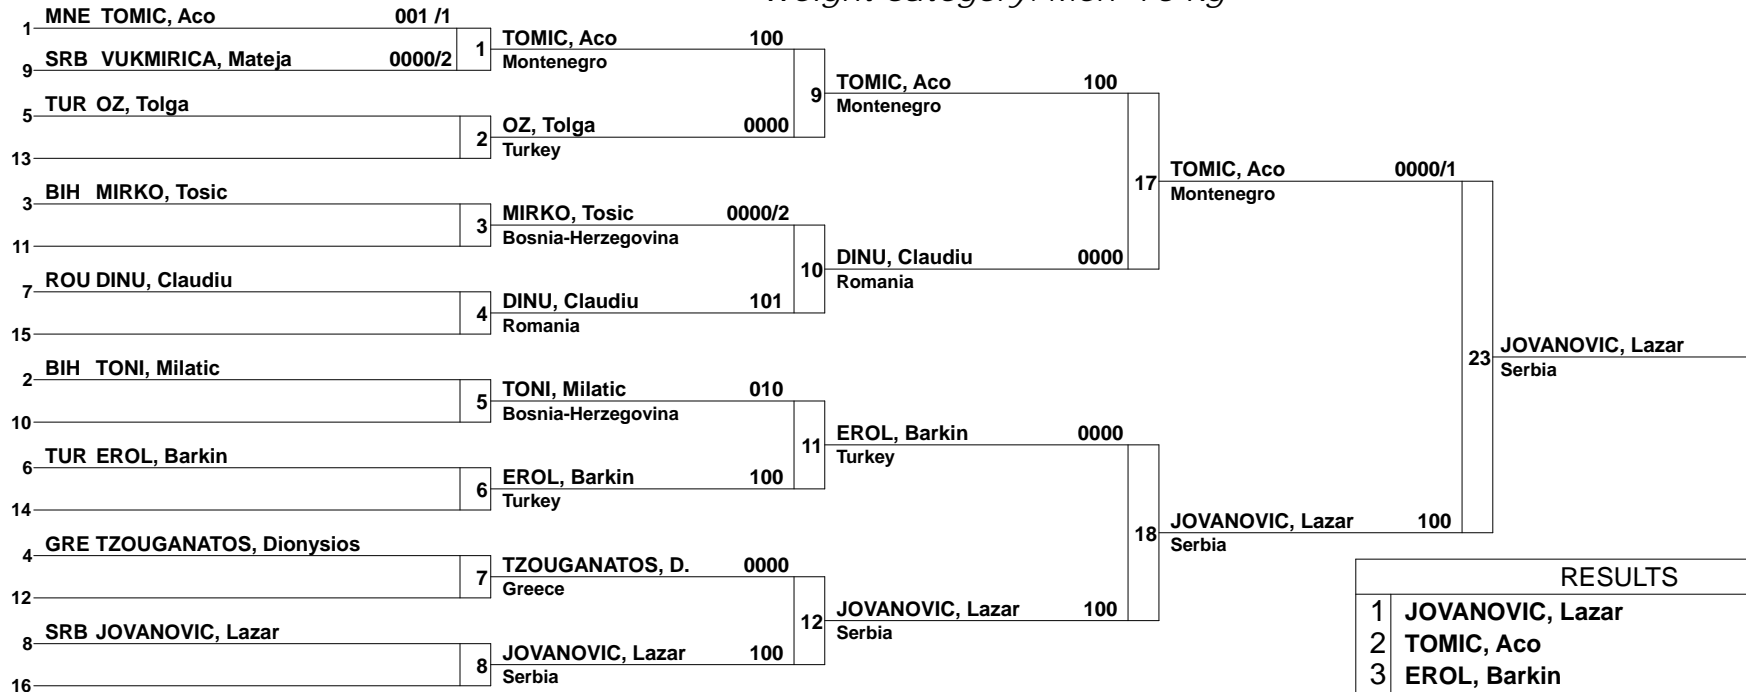 MNE TOMIC, Aco 001 /1
1
SRB VUKMIRICA, Mateja 0000/2
9
1
TOMIC, Aco 100
Montenegro
TUR OZ, Tolga
5
13
2
OZ, Tolga 0000
Turkey
9
TOMIC, Aco 100
Montenegro
BIH MIRKO, Tosic
3
11
3
MIRKO, Tosic 0000/2
Bosnia-Herzegovina
ROU DINU, Claudiu
7
15
4
DINU, Claudiu 101
Romania
10
DINU, Claudiu 0000
Romania
17
TOMIC, Aco 0000/1
Montenegro
BIH TONI, Milatic
2
10
5
TONI, Milatic 010
Bosnia-Herzegovina
TUR EROL, Barkin
6
14
6
EROL, Barkin 100
Turkey
11
EROL, Barkin 0000
Turkey
GRE TZOUGANATOS, Dionysios
4
12
7
TZOUGANATOS, D. 0000
Greece
SRB JOVANOVIC, Lazar
8
16
8
JOVANOVIC, Lazar 100
Serbia
12
JOVANOVIC, Lazar 100
Serbia
18
JOVANOVIC, Lazar 100
Serbia
23
JOVANOVIC, Lazar
Serbia
RESULTS
1 JOVANOVIC, Lazar
2 TOMIC, Aco
3 EROL, Barkin